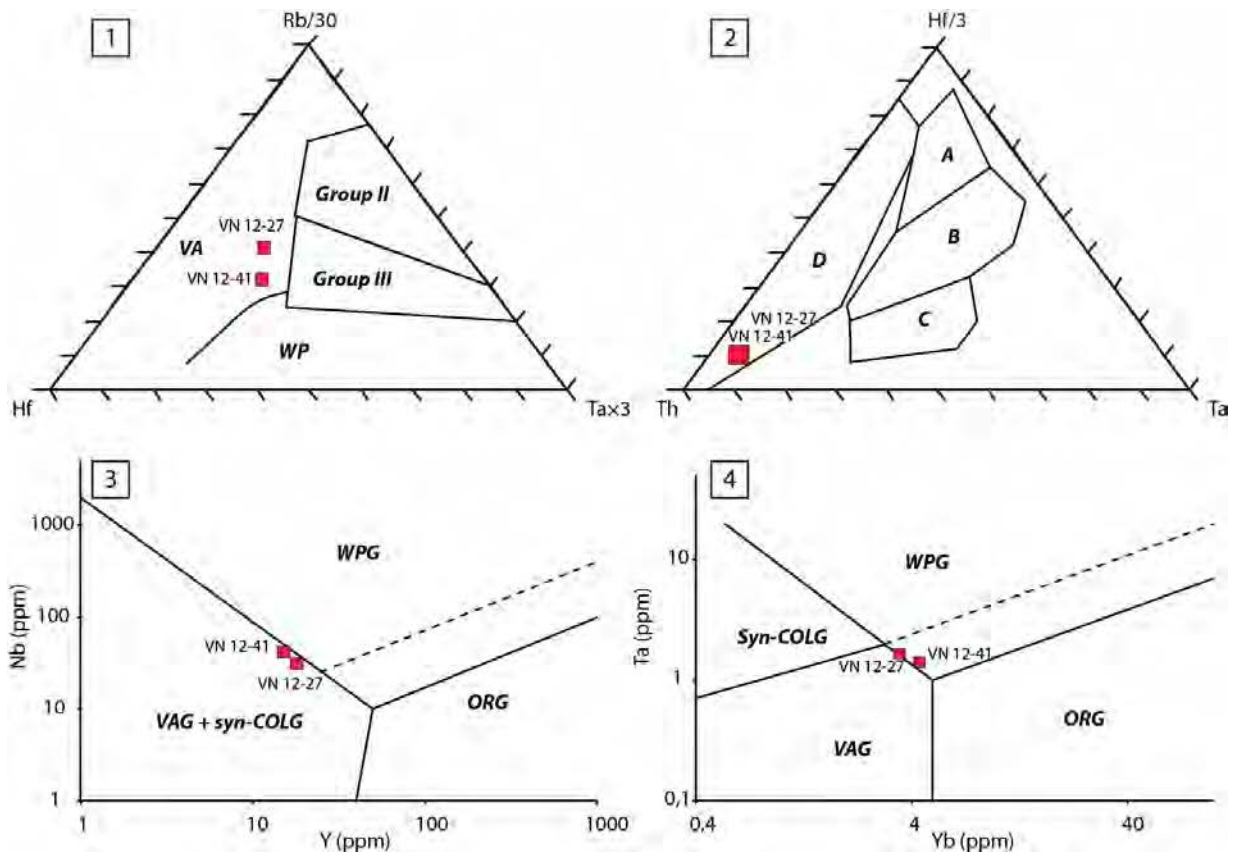 1
Rb/30
Group II
VN 12-27
VA
VN 12-41
Group III
WP
Hf
Ta×3
2
Hf/3
A
B
D
C
VN 12-27
VN 12-41
Th
Ta
3
1000
WPG
Nb (ppm)
100
VN 12-41
VN 12-27
10
ORG
VAG + syn-COLG
1
1
10
100
1000
Y (ppm)
4
10
WPG
Ta (ppm)
Syn-COLG
VN 12-27
VN 12-41
1
ORG
VAG
0,1
0,4
4
40
Yb (ppm)